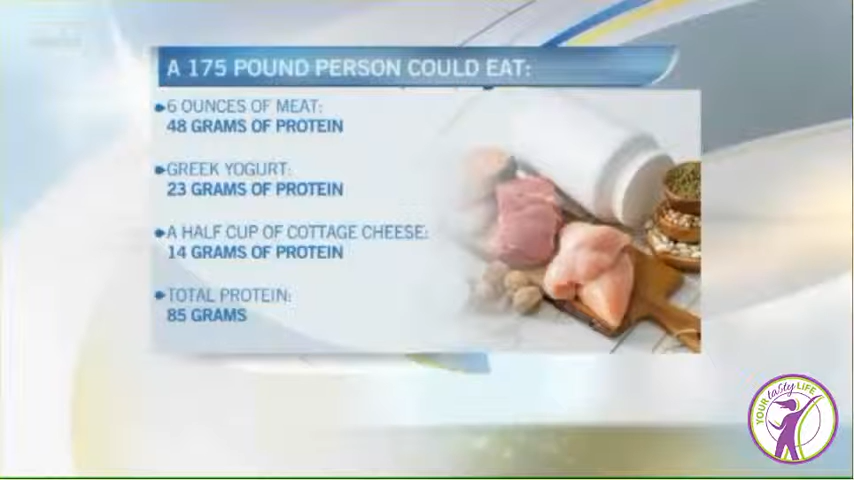 A 175 POUND PERSON COULD EAT:
6 OUNCES OF MEAT:
48 GRAMS OF PROTEIN
GREEK YOGURT:
23 GRAMS OF PROTEIN
A HALF CUP OF COTTAGE CHEESE:
14 GRAMS OF PROTEIN
TOTAL PROTEIN:
85 GRAMS
YOUR tasty LIFE